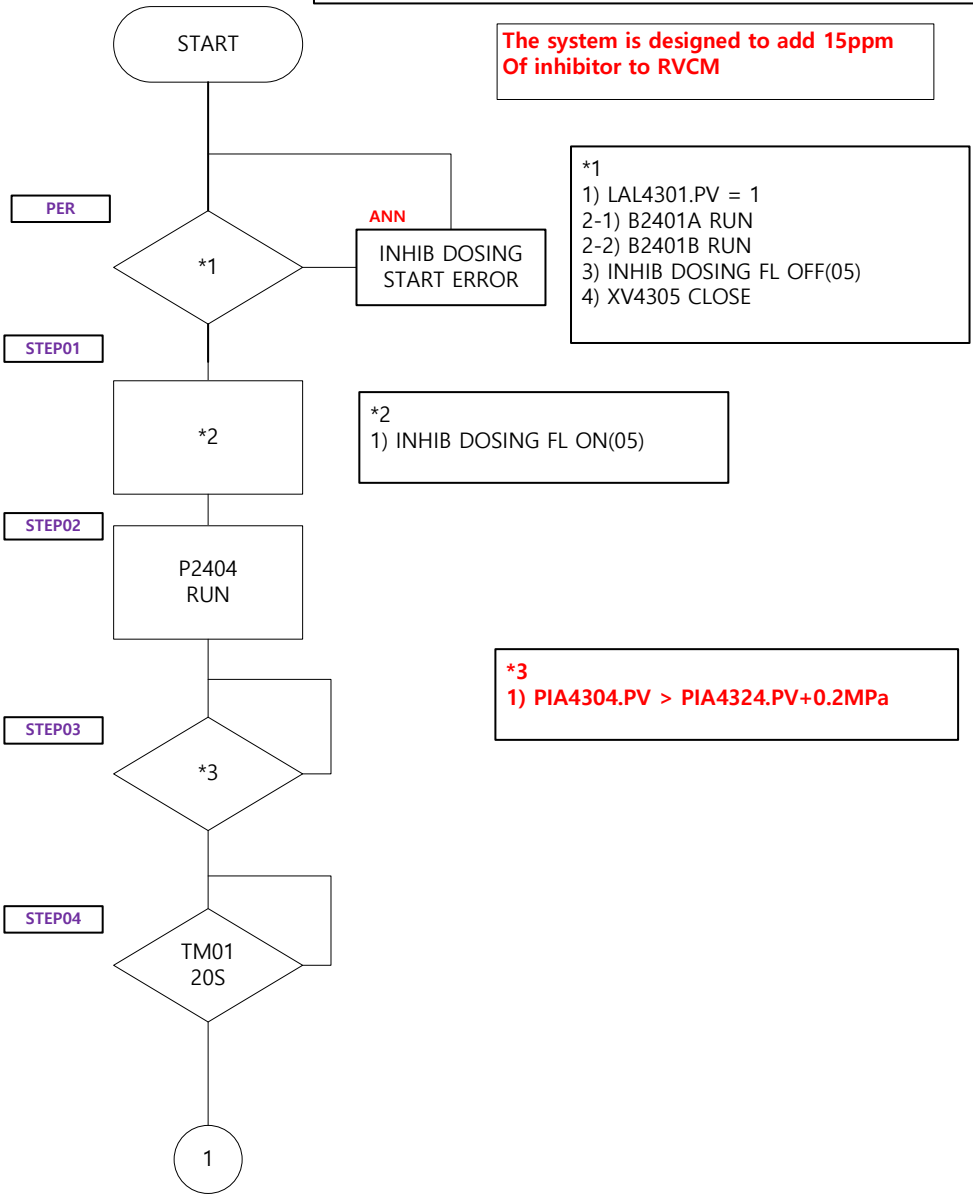 START
The system is designed to add 15ppm
Of inhibitor to RVCM
PER
*1
ANN
INHIB DOSING
START ERROR
*1
1) LAL4301.PV = 1
2-1) B2401A RUN
2-2) B2401B RUN
3) INHIB DOSING FL OFF(05)
4) XV4305 CLOSE
STEP01
*2
*2
1) INHIB DOSING FL ON(05)
STEP02
P2404
RUN
STEP03
*3
*3
1) PIA4304.PV > PIA4324.PV+0.2MPa
STEP04
TM01
20S
1